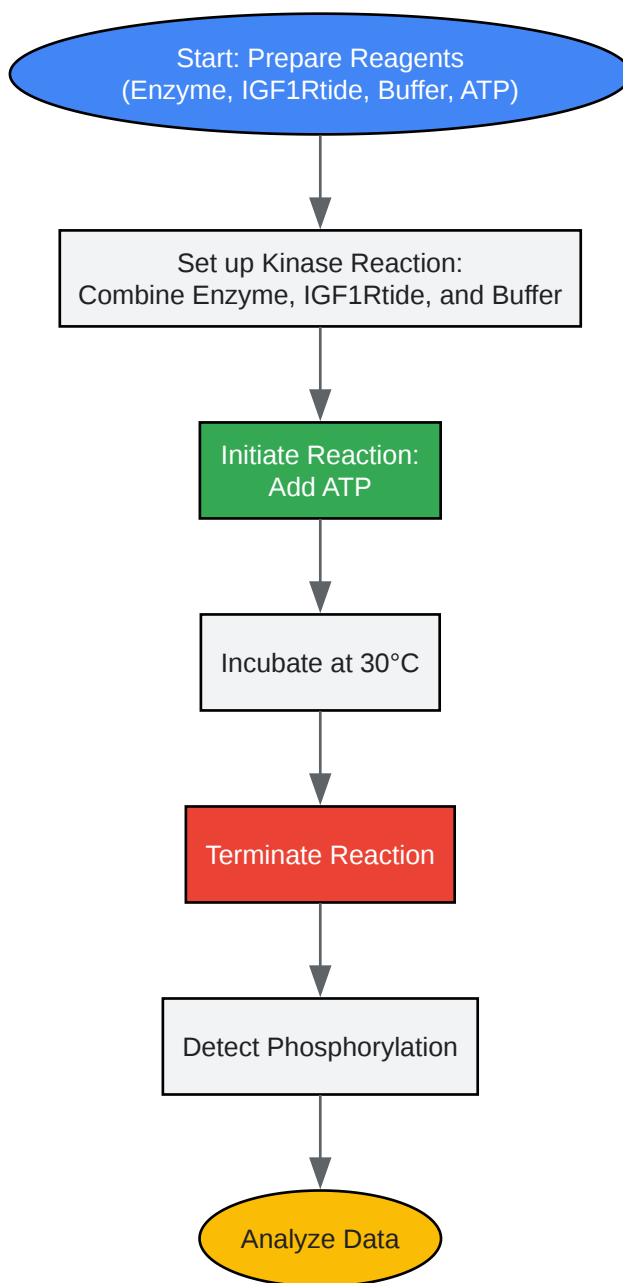 Start: Prepare Reagents
(Enzyme, IGF1Rtide, Buffer, ATP)
Set up Kinase Reaction:
Combine Enzyme, IGF1Rtide, and Buffer
Initiate Reaction:
Add ATP
Incubate at 30°C
Terminate Reaction
Detect Phosphorylation
Analyze Data